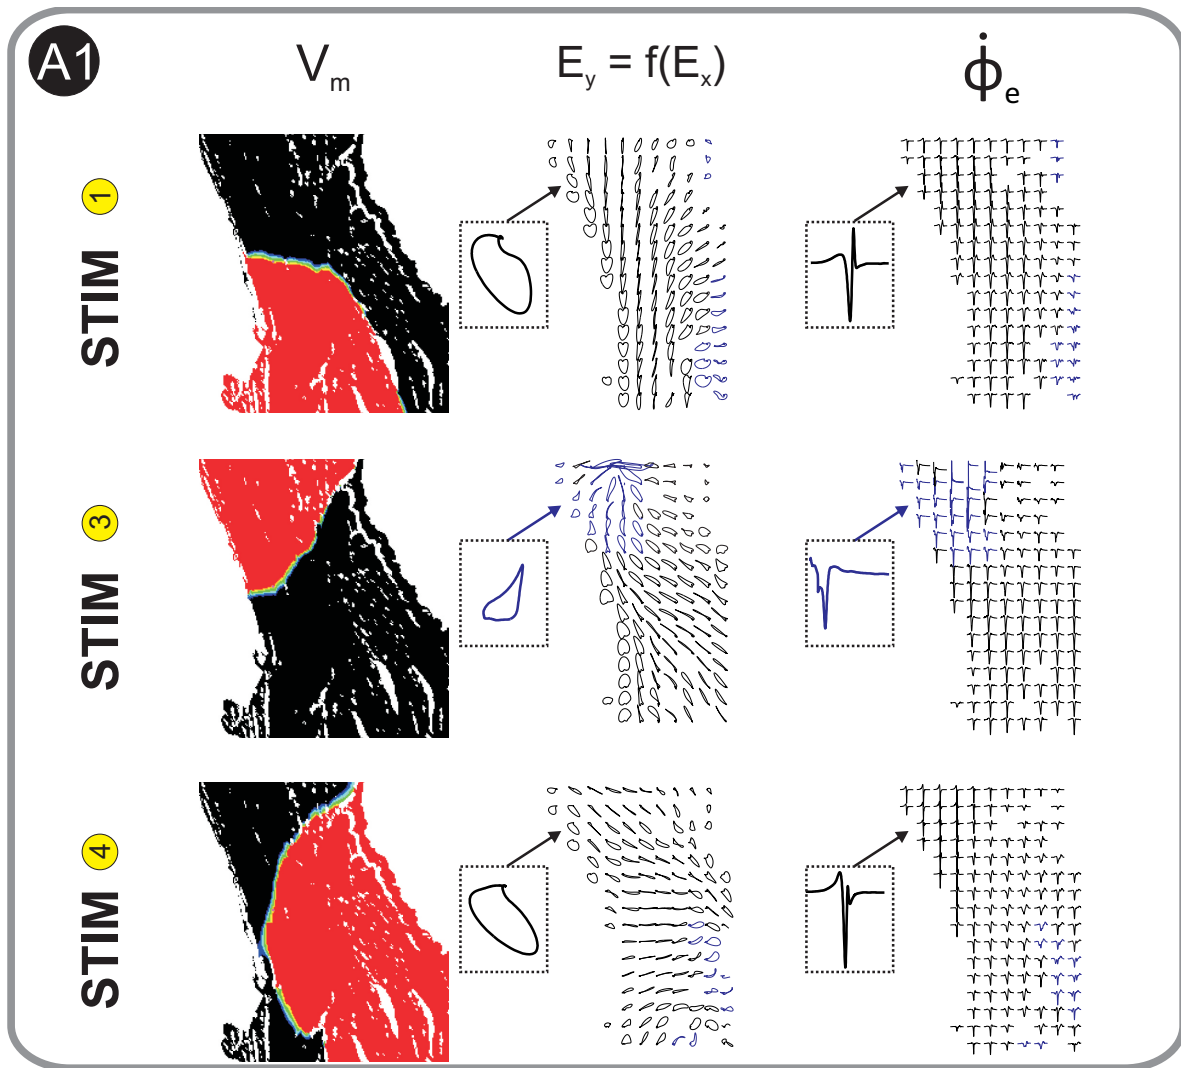 A1
Vm
Ey = f(Ex)
ϕ̇e
STIM 1
STIM 3
STIM 4